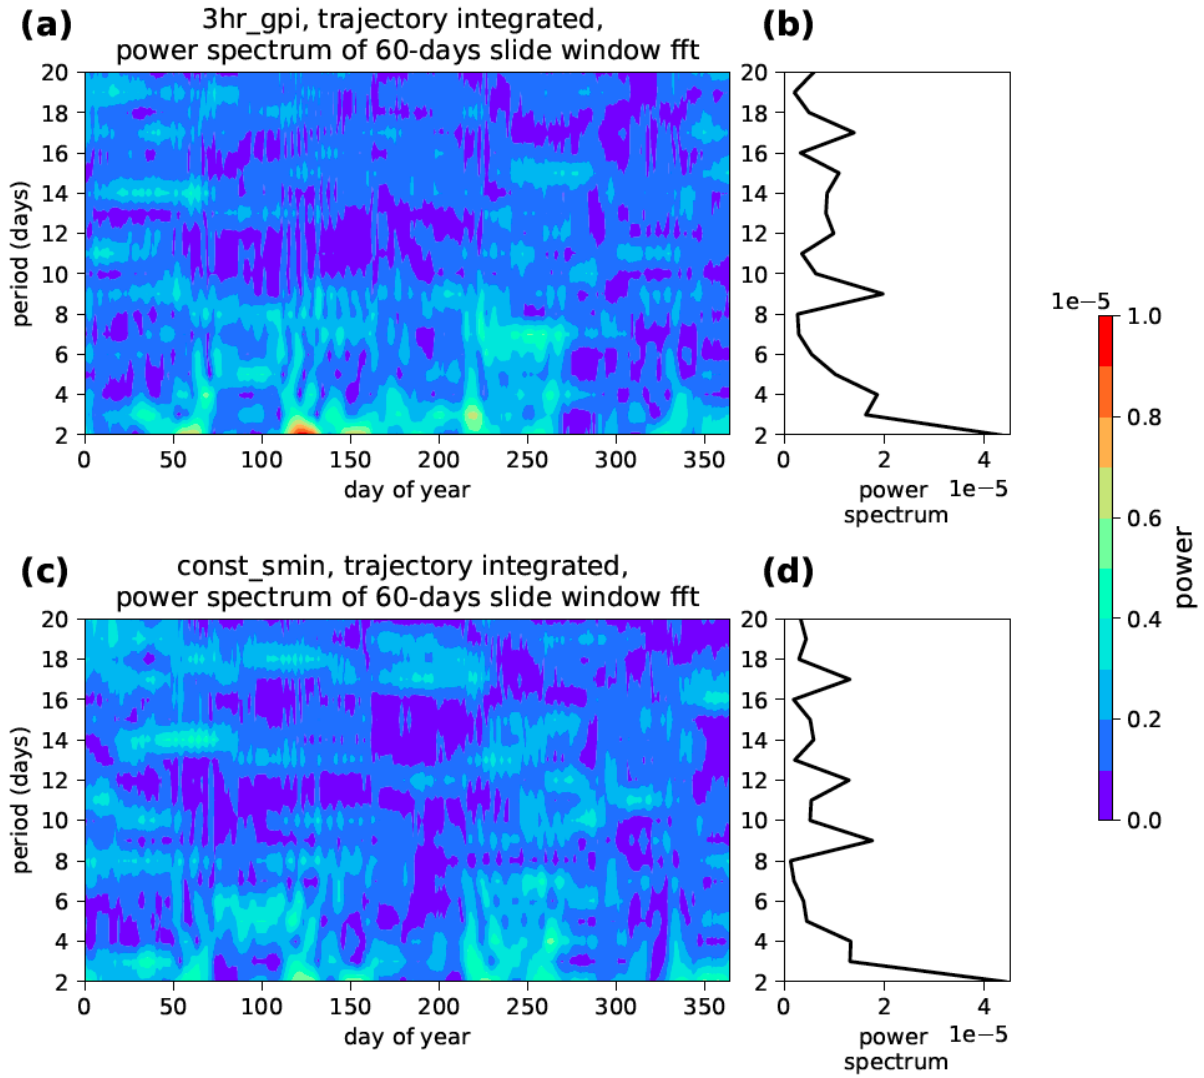 (a)
3hr_gpi, trajectory integrated,
power spectrum of 60-days slide window fft
(b)
20
18
16
14
12
10
8
6
4
2
period (days)
0 50 100 150 200 250 300 350
day of year
20
18
16
14
12
10
8
6
4
2
0 2 4
power 1e−5
spectrum
(c)
const_smin, trajectory integrated,
power spectrum of 60-days slide window fft
(d)
20
18
16
14
12
10
8
6
4
2
period (days)
0 50 100 150 200 250 300 350
day of year
20
18
16
14
12
10
8
6
4
2
0 2 4
power 1e−5
spectrum
1e−5
1.0
0.8
0.6
0.4
0.2
0.0
power